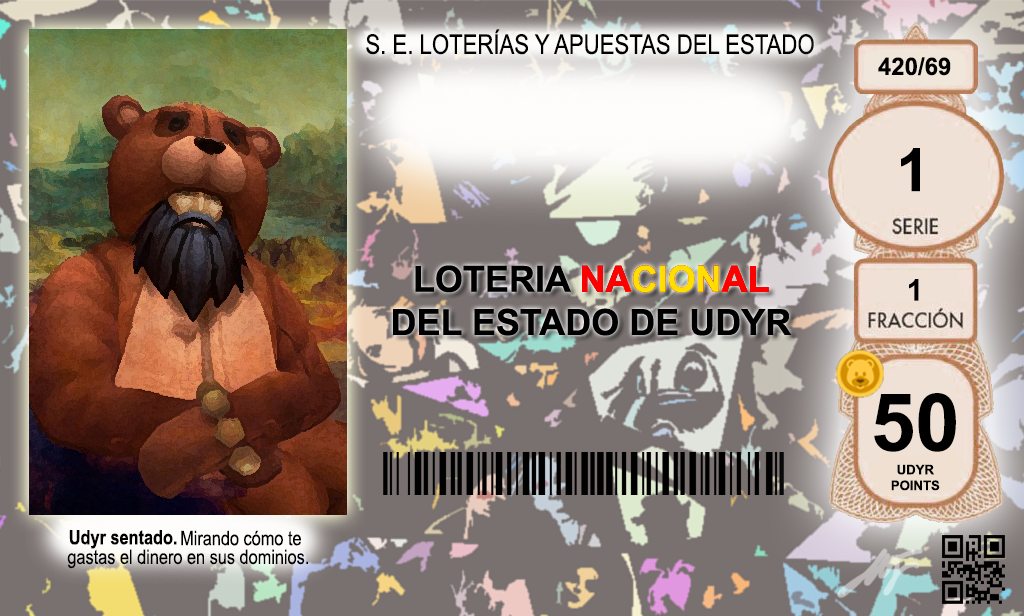 S. E. LOTERÍAS Y APUESTAS DEL ESTADO
420/69
1
SERIE
LOTERIA NACIONAL
DEL ESTADO DE UDYR
1
FRACCIÓN
50
UDYR
POINTS
Udyr sentado. Mirando cómo te
gastas el dinero en sus dominios.